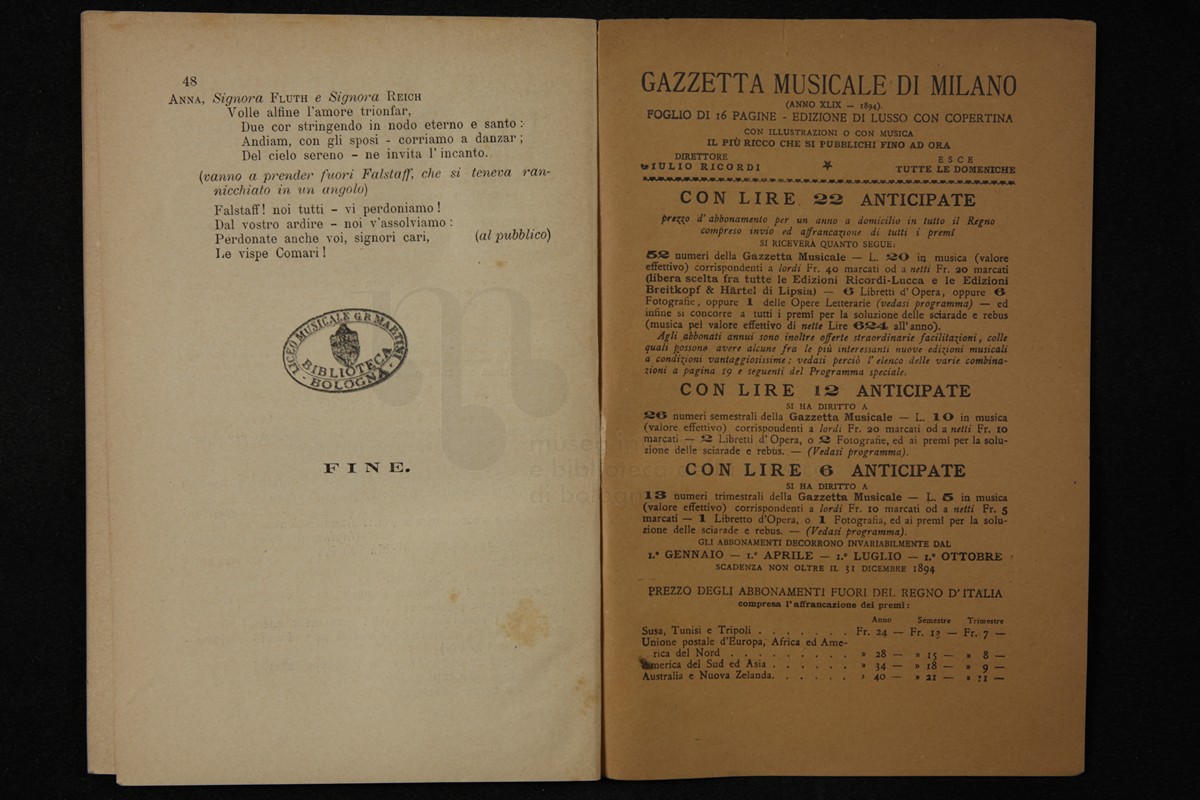 48
ANNA, Signora FLUTH e Signora REICH
Volle alfine l'amore trionfar,
Due cor stringendo in nodo eterno e santo:
Andiam, con gli sposi - corriamo a danzar;
Del cielo sereno - ne invita l'incanto.
(vanno a prender fuori Falstaff, che si teneva ran-
nicchiato in un angolo)
Falstaff! noi tutti - vi perdoniamo!
Dal vostro ardire - noi v'assolviamo:
Perdonate anche voi, signori cari, (al pubblico)
Le vispe Comari!
LICEO MUSICALE G.B. MARTINI
BIBLIOTECA
- BOLOGNA -
FINE.
GAZZETTA MUSICALE DI MILANO
(ANNO XLIX — 1894).
FOGLIO DI 16 PAGINE - EDIZIONE DI LUSSO CON COPERTINA
CON ILLUSTRAZIONI O CON MUSICA
IL PIÙ RICCO CHE SI PUBBLICHI FINO AD ORA
DIRETTORE
GIULIO RICORDI
*
ESCE
TUTTE LE DOMENICHE
CON LIRE 22 ANTICIPATE
prezzo d'abbonamento per un anno a domicilio in tutto il Regno
compreso invio ed affrancazione di tutti i premî
SI RICEVERÀ QUANTO SEGUE:
52 numeri della Gazzetta Musicale — L. 20 in musica (valore
effettivo) corrispondenti a lordi Fr. 40 marcati od a netti Fr. 20 marcati
(libera scelta fra tutte le Edizioni Ricordi-Lucca e le Edizioni
Breitkopf & Härtel di Lipsia) — 6 Libretti d'Opera, oppure 6
Fotografie, oppure 1 delle Opere Letterarie (vedasi programma) — ed
infine si concorre a tutti i premî per la soluzione delle sciarade e rebus
(musica pel valore effettivo di nette Lire 624 all'anno).
Agli abbonati annui sono inoltre offerte straordinarie facilitazioni, colle
quali possono avere alcune fra le più interessanti nuove edizioni musicali
a condizioni vantaggiosissime: vedasi perciò l'elenco delle varie combina-
zioni a pagina 19 e seguenti del Programma speciale.
CON LIRE 12 ANTICIPATE
SI HA DIRITTO A
26 numeri semestrali della Gazzetta Musicale — L. 10 in musica
(valore effettivo) corrispondenti a lordi Fr. 20 marcati od a netti Fr. 10
marcati — 2 Libretti d'Opera, o 2 Fotografie, ed ai premî per la solu-
zione delle sciarade e rebus. — (Vedasi programma).
CON LIRE 6 ANTICIPATE
SI HA DIRITTO A
13 numeri trimestrali della Gazzetta Musicale — L. 5 in musica
(valore effettivo) corrispondenti a lordi Fr. 10 marcati od a netti Fr. 5
marcati — 1 Libretto d'Opera, o 1 Fotografia, ed ai premî per la solu-
zione delle sciarade e rebus. — (Vedasi programma).
GLI ABBONAMENTI DECORRONO INVARIABILMENTE DAL
1.° GENNAIO — 1.° APRILE — 1.° LUGLIO — 1.° OTTOBRE
SCADENZA NON OLTRE IL 31 DICEMBRE 1894
PREZZO DEGLI ABBONAMENTI FUORI DEL REGNO D'ITALIA
compresa l'affrancazione dei premî:
Anno Semestre Trimestre
Susa, Tunisi e Tripoli . . . . . . . Fr. 24 — Fr. 13 — Fr. 7 —
Unione postale d'Europa, Africa ed Ame-
rica del Nord . . . . . . . . . . » 28 — » 15 — » 8 —
America del Sud ed Asia . . . . . . » 34 — » 18 — » 9 —
Australia e Nuova Zelanda. . . . . . » 40 — » 21 — » 11 —